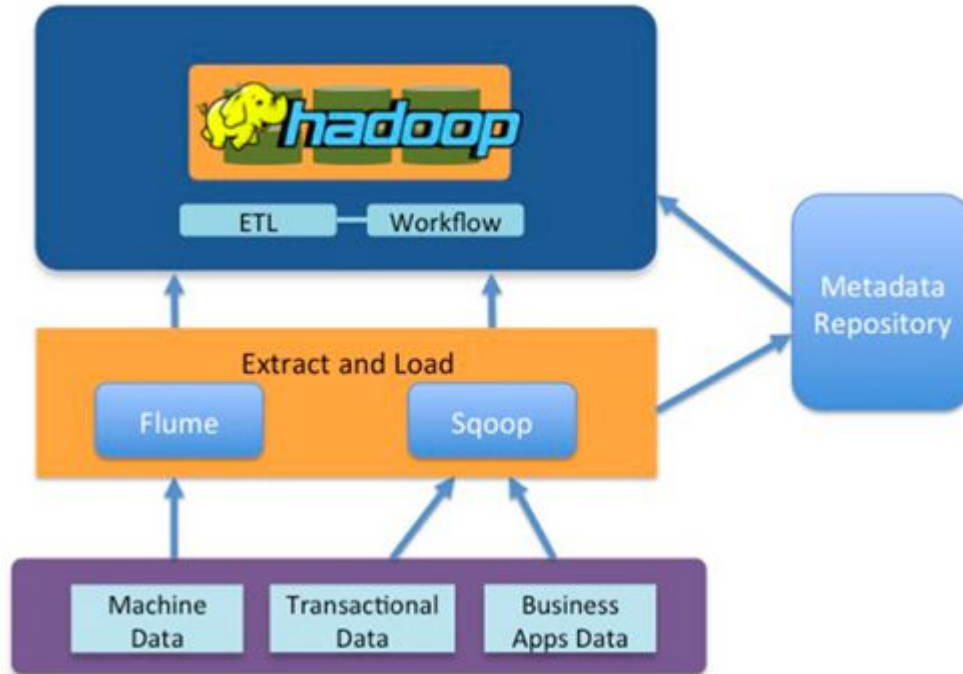 hadoop
ETL
Workflow
Metadata
Repository
Extract and Load
Flume
Sqoop
Machine
Data
Transactional
Data
Business
Apps Data